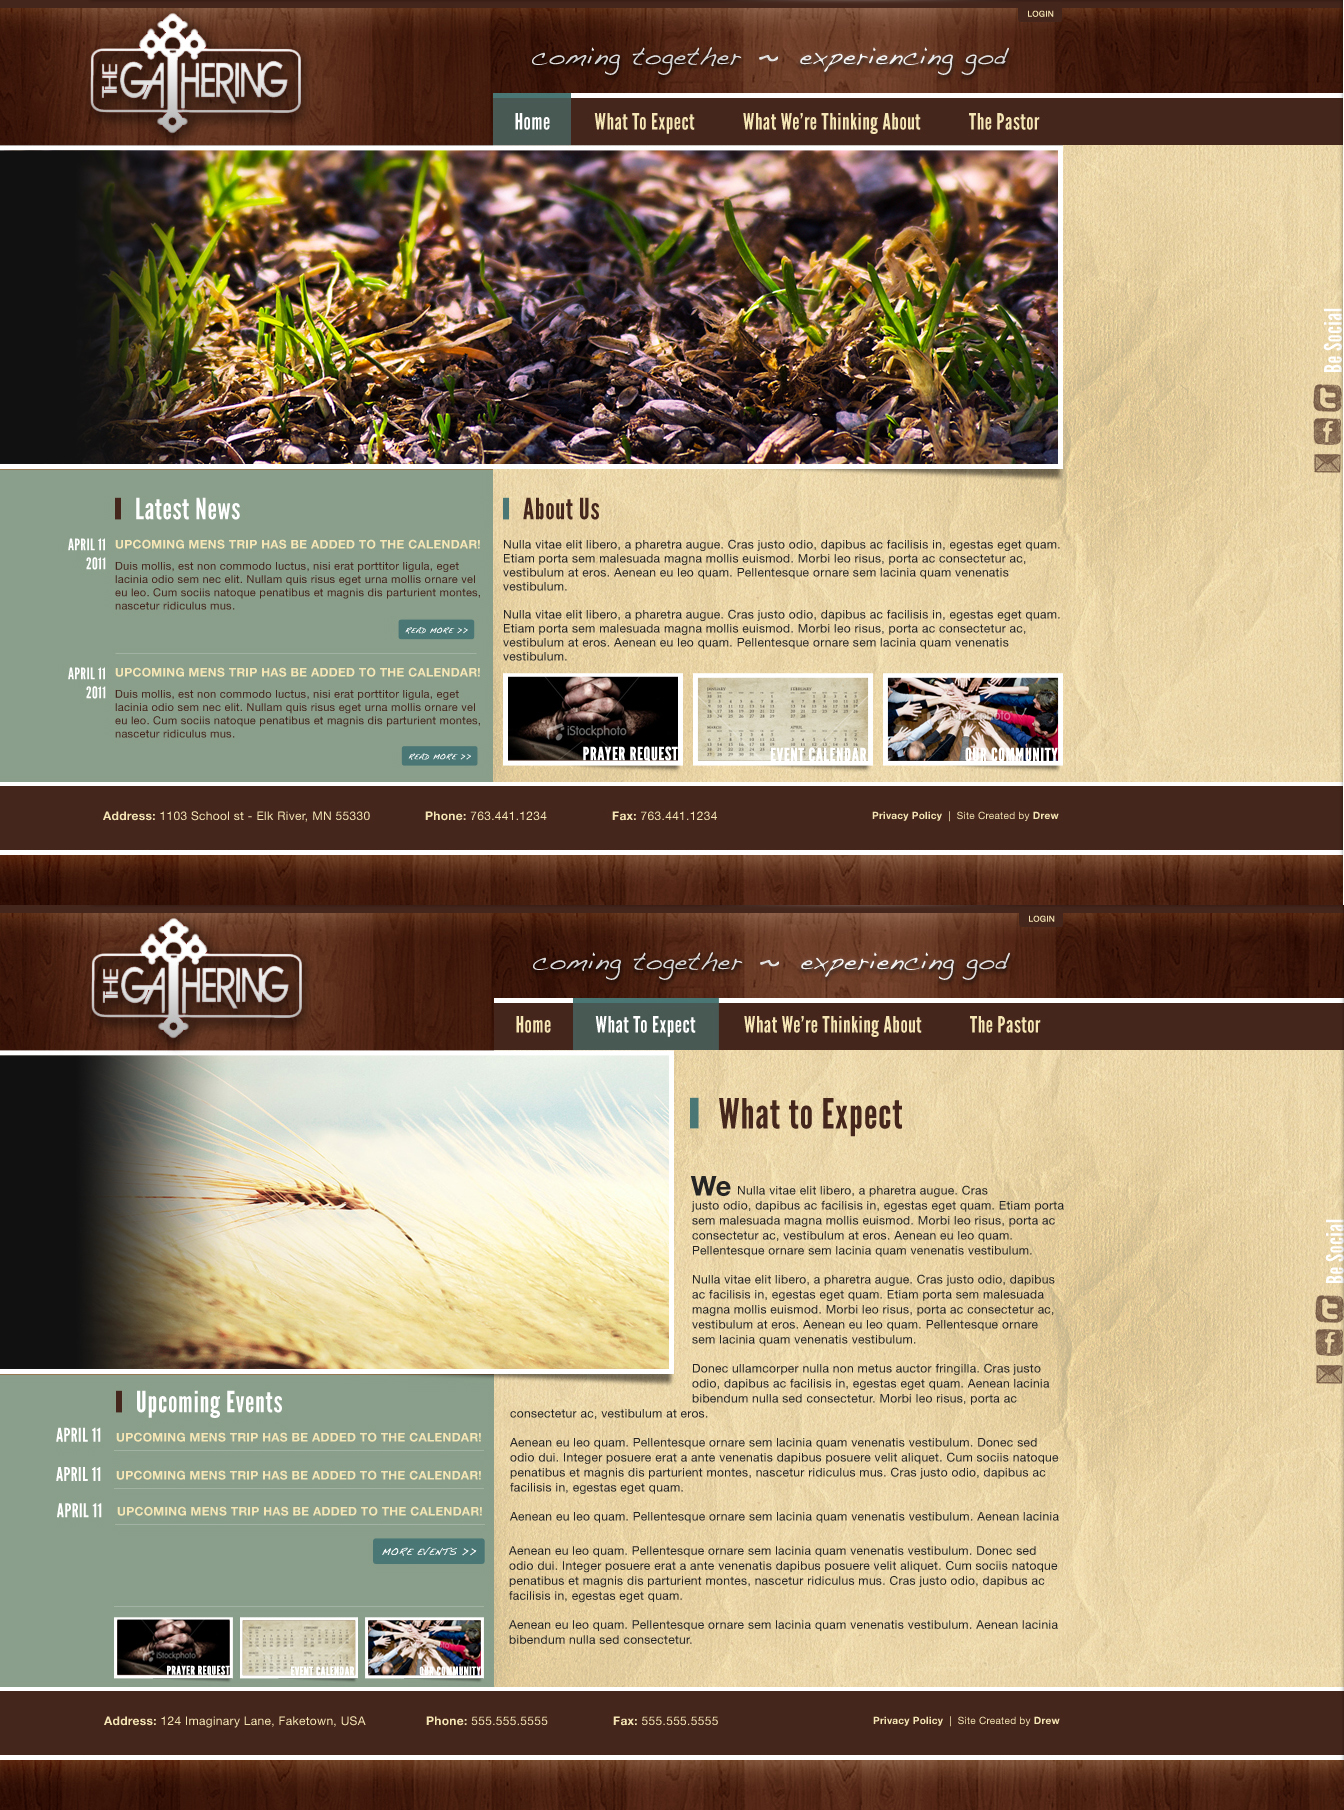 LOGIN
THE GATHERING
coming together ~ experiencing god
Home
What To Expect
What We're Thinking About
The Pastor
Be Social
Latest News
APRIL 11
2011
UPCOMING MENS TRIP HAS BE ADDED TO THE CALENDAR!
Duis mollis, est non commodo luctus, nisi erat porttitor ligula, eget
lacinia odio sem nec elit. Nullam quis risus eget urna mollis ornare vel
eu leo. Cum sociis natoque penatibus et magnis dis parturient montes,
nascetur ridiculus mus.
READ MORE >>
APRIL 11
2011
UPCOMING MENS TRIP HAS BE ADDED TO THE CALENDAR!
Duis mollis, est non commodo luctus, nisi erat porttitor ligula, eget
lacinia odio sem nec elit. Nullam quis risus eget urna mollis ornare vel
eu leo. Cum sociis natoque penatibus et magnis dis parturient montes,
nascetur ridiculus mus.
READ MORE >>
About Us
Nulla vitae elit libero, a pharetra augue. Cras justo odio, dapibus ac facilisis in, egestas eget quam.
Etiam porta sem malesuada magna mollis euismod. Morbi leo risus, porta ac consectetur ac,
vestibulum at eros. Aenean eu leo quam. Pellentesque ornare sem lacinia quam venenatis
vestibulum.
Nulla vitae elit libero, a pharetra augue. Cras justo odio, dapibus ac facilisis in, egestas eget quam.
Etiam porta sem malesuada magna mollis euismod. Morbi leo risus, porta ac consectetur ac,
vestibulum at eros. Aenean eu leo quam. Pellentesque ornare sem lacinia quam venenatis
vestibulum.
iStockphoto
PRAYER REQUEST
EVENT CALENDAR
iStockphoto
OUR COMMUNITY
Address: 1103 School st - Elk River, MN 55330
Phone: 763.441.1234
Fax: 763.441.1234
Privacy Policy | Site Created by Drew
LOGIN
THE GATHERING
coming together ~ experiencing god
Home
What To Expect
What We're Thinking About
The Pastor
Be Social
What to Expect
We Nulla vitae elit libero, a pharetra augue. Cras
justo odio, dapibus ac facilisis in, egestas eget quam. Etiam porta
sem malesuada magna mollis euismod. Morbi leo risus, porta ac
consectetur ac, vestibulum at eros. Aenean eu leo quam.
Pellentesque ornare sem lacinia quam venenatis vestibulum.
Nulla vitae elit libero, a pharetra augue. Cras justo odio, dapibus
ac facilisis in, egestas eget quam. Etiam porta sem malesuada
magna mollis euismod. Morbi leo risus, porta ac consectetur ac,
vestibulum at eros. Aenean eu leo quam. Pellentesque ornare
sem lacinia quam venenatis vestibulum.
Donec ullamcorper nulla non metus auctor fringilla. Cras justo
odio, dapibus ac facilisis in, egestas eget quam. Aenean lacinia
bibendum nulla sed consectetur. Morbi leo risus, porta ac
consectetur ac, vestibulum at eros.
Aenean eu leo quam. Pellentesque ornare sem lacinia quam venenatis vestibulum. Donec sed
odio dui. Integer posuere erat a ante venenatis dapibus posuere velit aliquet. Cum sociis natoque
penatibus et magnis dis parturient montes, nascetur ridiculus mus. Cras justo odio, dapibus ac
facilisis in, egestas eget quam.
Aenean eu leo quam. Pellentesque ornare sem lacinia quam venenatis vestibulum. Aenean lacinia
Aenean eu leo quam. Pellentesque ornare sem lacinia quam venenatis vestibulum. Donec sed
odio dui. Integer posuere erat a ante venenatis dapibus posuere velit aliquet. Cum sociis natoque
penatibus et magnis dis parturient montes, nascetur ridiculus mus. Cras justo odio, dapibus ac
facilisis in, egestas eget quam.
Aenean eu leo quam. Pellentesque ornare sem lacinia quam venenatis vestibulum. Aenean lacinia
bibendum nulla sed consectetur.
Upcoming Events
APRIL 11
UPCOMING MENS TRIP HAS BE ADDED TO THE CALENDAR!
APRIL 11
UPCOMING MENS TRIP HAS BE ADDED TO THE CALENDAR!
APRIL 11
UPCOMING MENS TRIP HAS BE ADDED TO THE CALENDAR!
MORE EVENTS >>
iStockphoto
PRAYER REQUEST
EVENT CALENDAR
OUR COMMUNITY
Address: 124 Imaginary Lane, Faketown, USA
Phone: 555.555.5555
Fax: 555.555.5555
Privacy Policy | Site Created by Drew